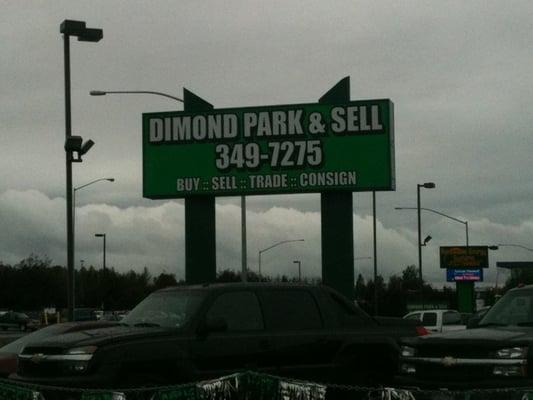 DIMOND PARK & SELL
349-7275
BUY :: SELL :: TRADE :: CONSIGN